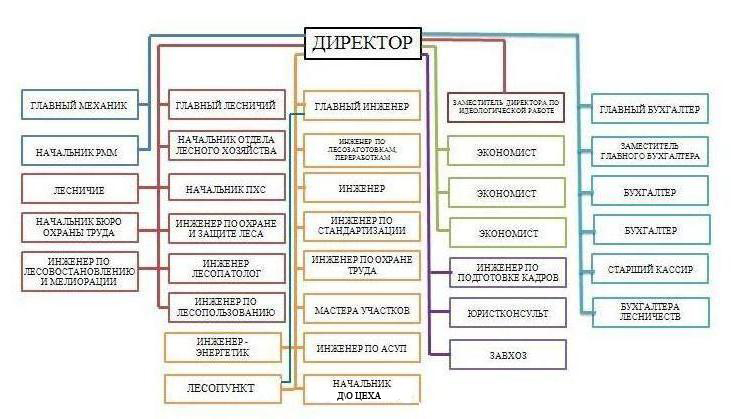 ДИРЕКТОР
ГЛАВНЫЙ МЕХАНИК
НАЧАЛЬНИК РММ
ЛЕСНИЧИЕ
НАЧАЛЬНИК БЮРО
ОХРАНЫ ТРУДА
ИНЖЕНЕР ПО
ЛЕСОВОСТАНОВЛЕНИЮ
И МЕЛИОРАЦИИ
ГЛАВНЫЙ ЛЕСНИЧИЙ
НАЧАЛЬНИК ОТДЕЛА
ЛЕСНОГО ХОЗЯЙСТВА
НАЧАЛЬНИК ПХС
ИНЖЕНЕР ПО ОХРАНЕ
И ЗАЩИТЕ ЛЕСА
ИНЖЕНЕР
ЛЕСОПАТОЛОГ
ИНЖЕНЕР ПО
ЛЕСОПОЛЬЗОВАНИЮ
ИНЖЕНЕР -
ЭНЕРГЕТИК
ЛЕСОПУНКТ
ГЛАВНЫЙ ИНЖЕНЕР
ИНЖЕНЕР ПО
ЛЕСОЗАГОТОВКАМ,
ПЕРЕРАБОТКАМ
ИНЖЕНЕР
ИНЖЕНЕР ПО
СТАНДАРТИЗАЦИИ
ИНЖЕНЕР ПО ОХРАНЕ
ТРУДА
МАСТЕРА УЧАСТКОВ
ИНЖЕНЕР ПО АСУП
НАЧАЛЬНИК
Д\О ЦЕХА
ЗАМЕСТИТЕЛЬ ДИРЕКТОРА ПО
ИДЕОЛОГИЧЕСКОЙ РАБОТЕ
ЭКОНОМИСТ
ЭКОНОМИСТ
ЭКОНОМИСТ
ИНЖЕНЕР ПО
ПОДГОТОВКЕ КАДРОВ
ЮРИСТКОНСУЛЬТ
ЗАВХОЗ
ГЛАВНЫЙ БУХГАЛТЕР
ЗАМЕСТИТЕЛЬ
ГЛАВНОГО БУХГАЛТЕРА
БУХГАЛТЕР
БУХГАЛТЕР
СТАРШИЙ КАССИР
БУХГАЛТЕРА
ЛЕСНИЧЕСТВ